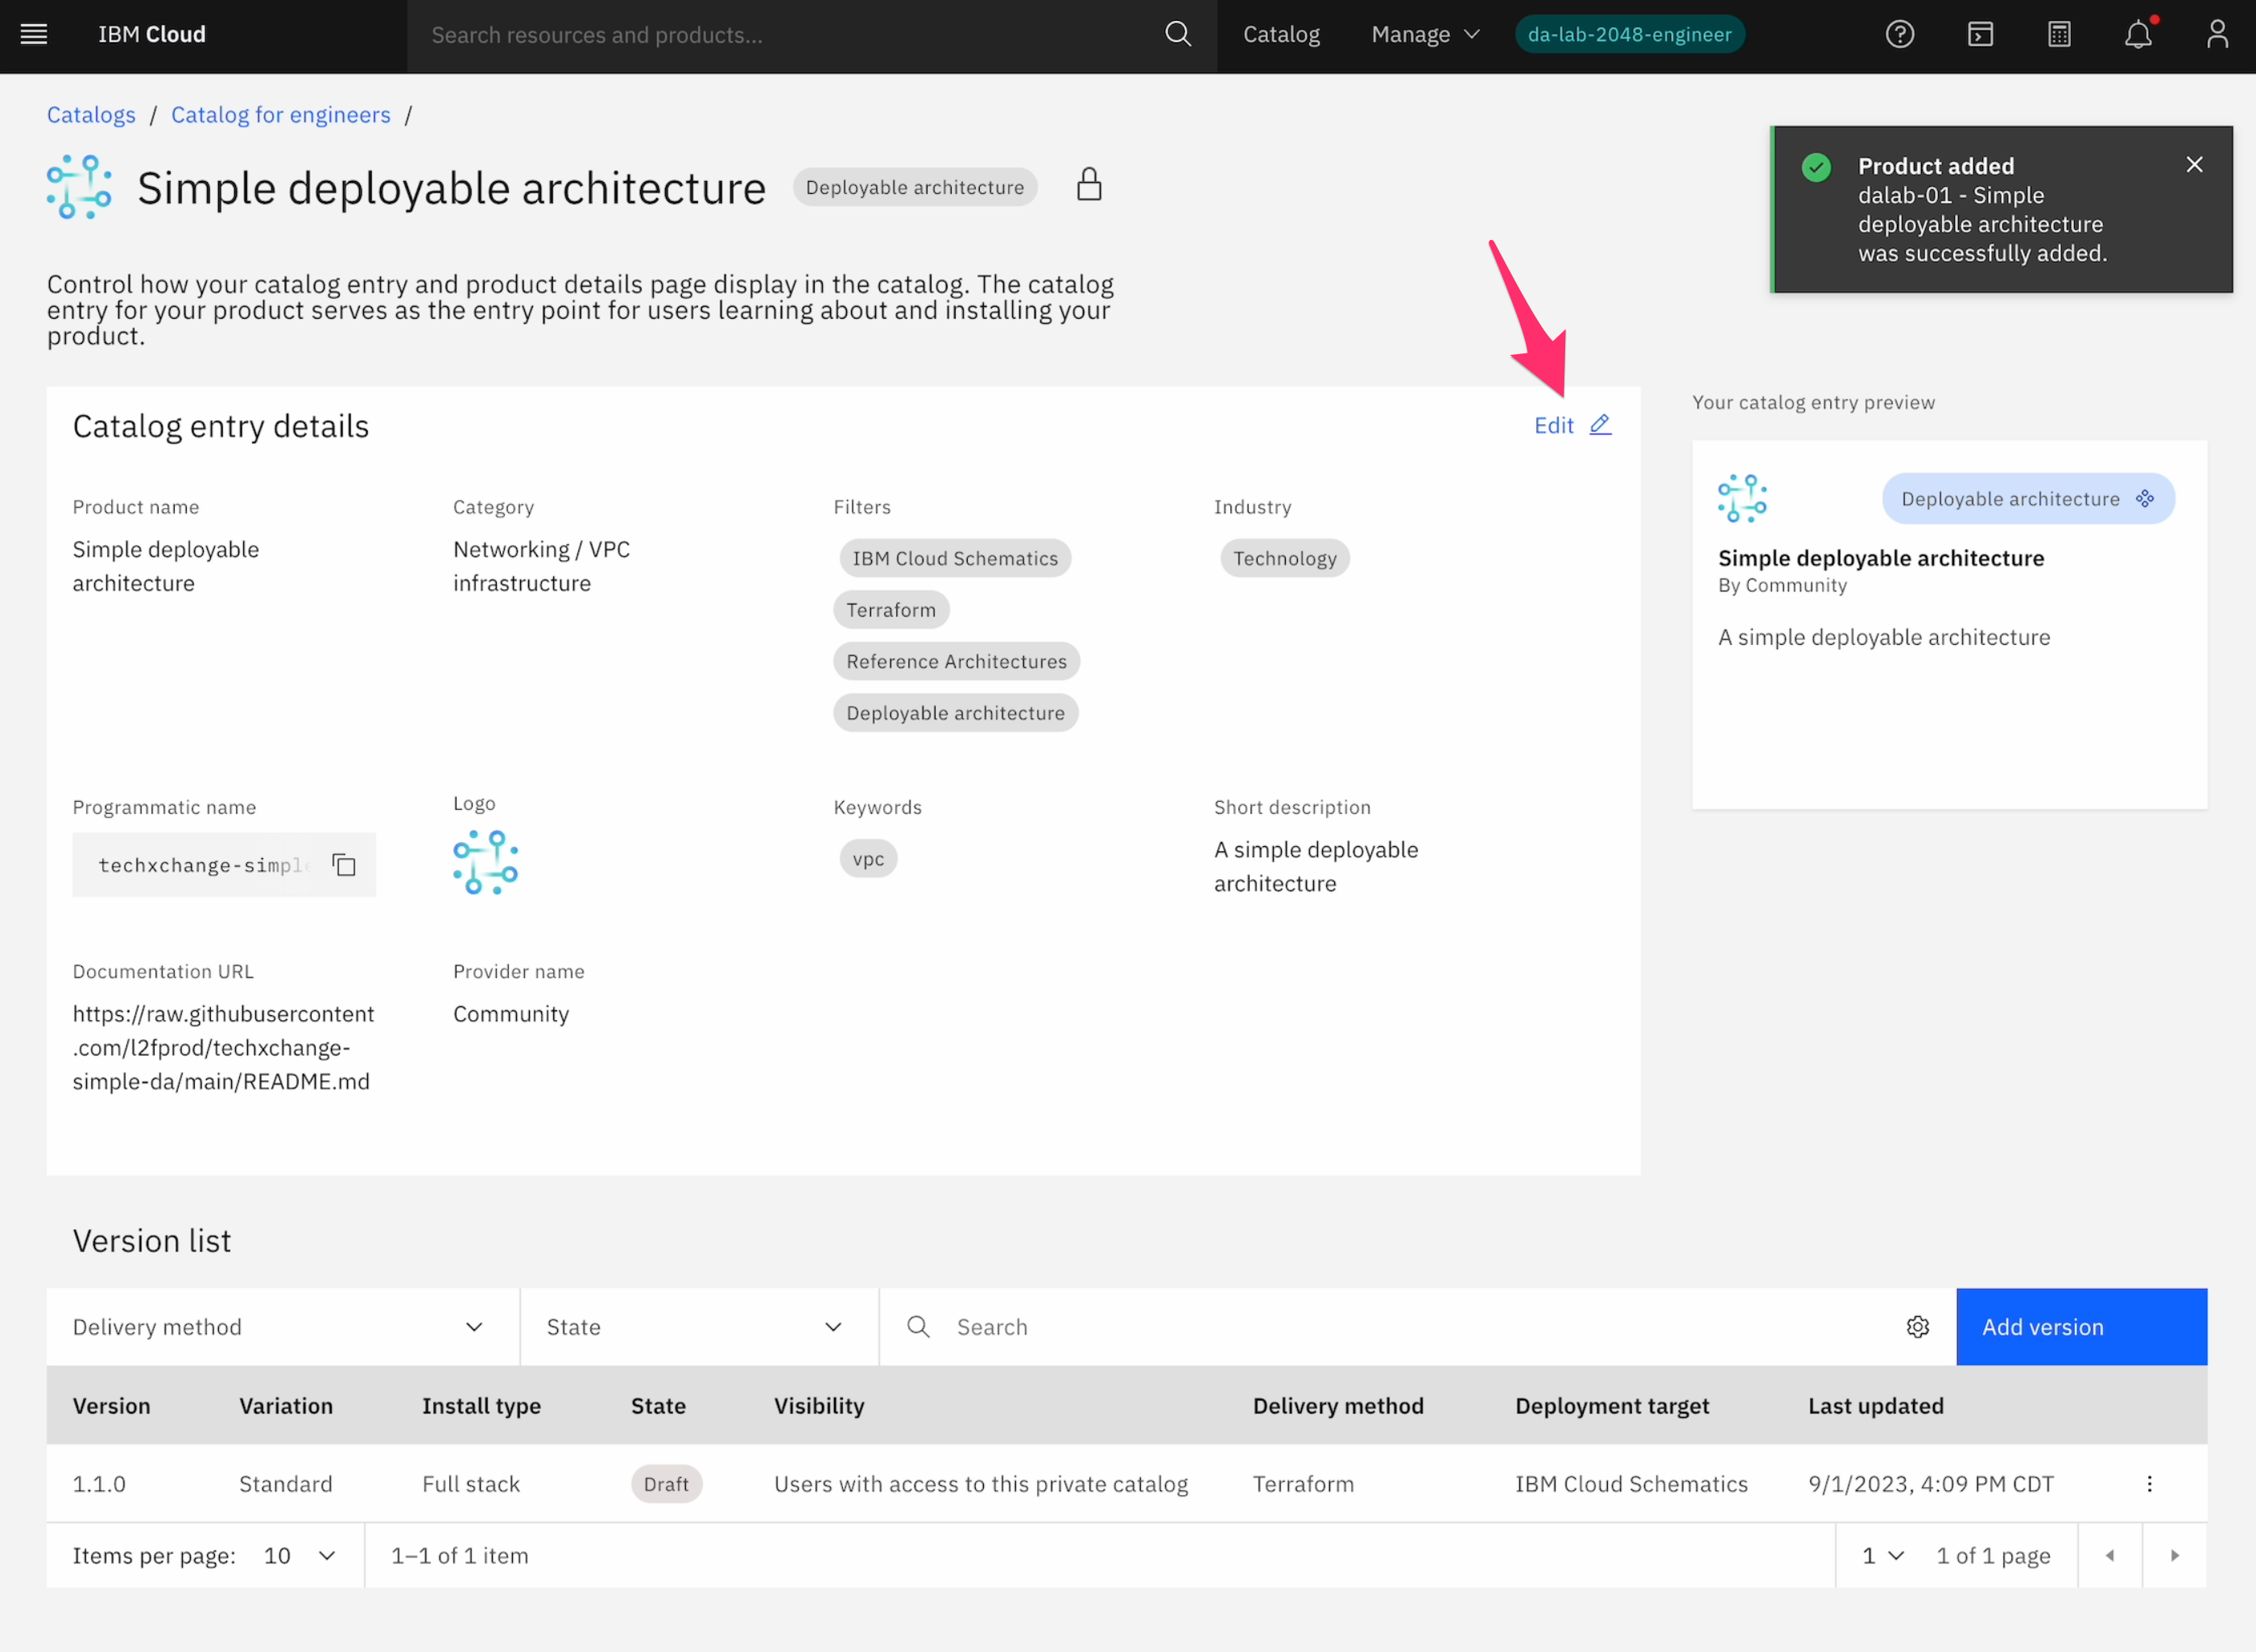 IBM Cloud
Search resources and products...
Catalog
Manage
da-lab-2048-engineer
Catalogs / Catalog for engineers /
Simple deployable architecture
Deployable architecture
Product added
dalab-01 - Simple
deployable architecture
was successfully added.
Control how your catalog entry and product details page display in the catalog. The catalog
entry for your product serves as the entry point for users learning about and installing your
product.
Catalog entry details
Edit
Your catalog entry preview
Deployable architecture
Simple deployable architecture
By Community
A simple deployable architecture
Product name
Simple deployable
architecture
Category
Networking / VPC
infrastructure
Filters
IBM Cloud Schematics
Terraform
Reference Architectures
Deployable architecture
Industry
Technology
Programmatic name
techxchange-simpl
Logo
Keywords
vpc
Short description
A simple deployable
architecture
Documentation URL
https://raw.githubusercontent
.com/l2fprod/techxchange-
simple-da/main/README.md
Provider name
Community
Version list
Delivery method
State
Search
Add version
Version Variation Install type State Visibility Delivery method Deployment target Last updated
1.1.0 Standard Full stack Draft Users with access to this private catalog Terraform IBM Cloud Schematics 9/1/2023, 4:09 PM CDT
Items per page: 10 1–1 of 1 item 1 1 of 1 page